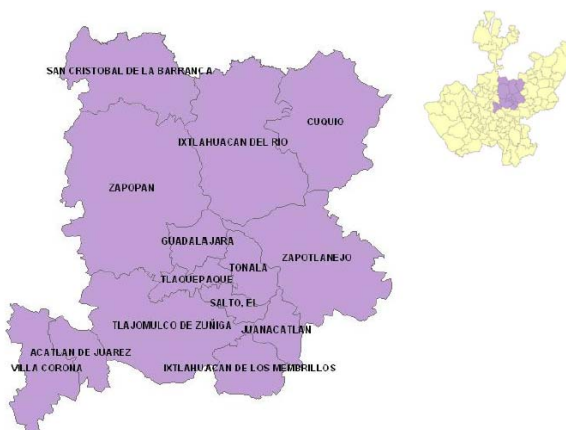 SAN CRISTOBAL DE LA BARRANCA
CUQUIO
IXTLAHUACAN DEL RIO
ZAPOPAN
GUADALAJARA
ZAPOTLANEJO
TONALA
TLAQUEPAQUE
SALTO, EL
TLAJOMULCO DE ZUÑIGA
JUANACATLAN
ACATLAN DE JUAREZ
VILLA CORONA
IXTLAHUACAN DE LOS MEMBRILLOS